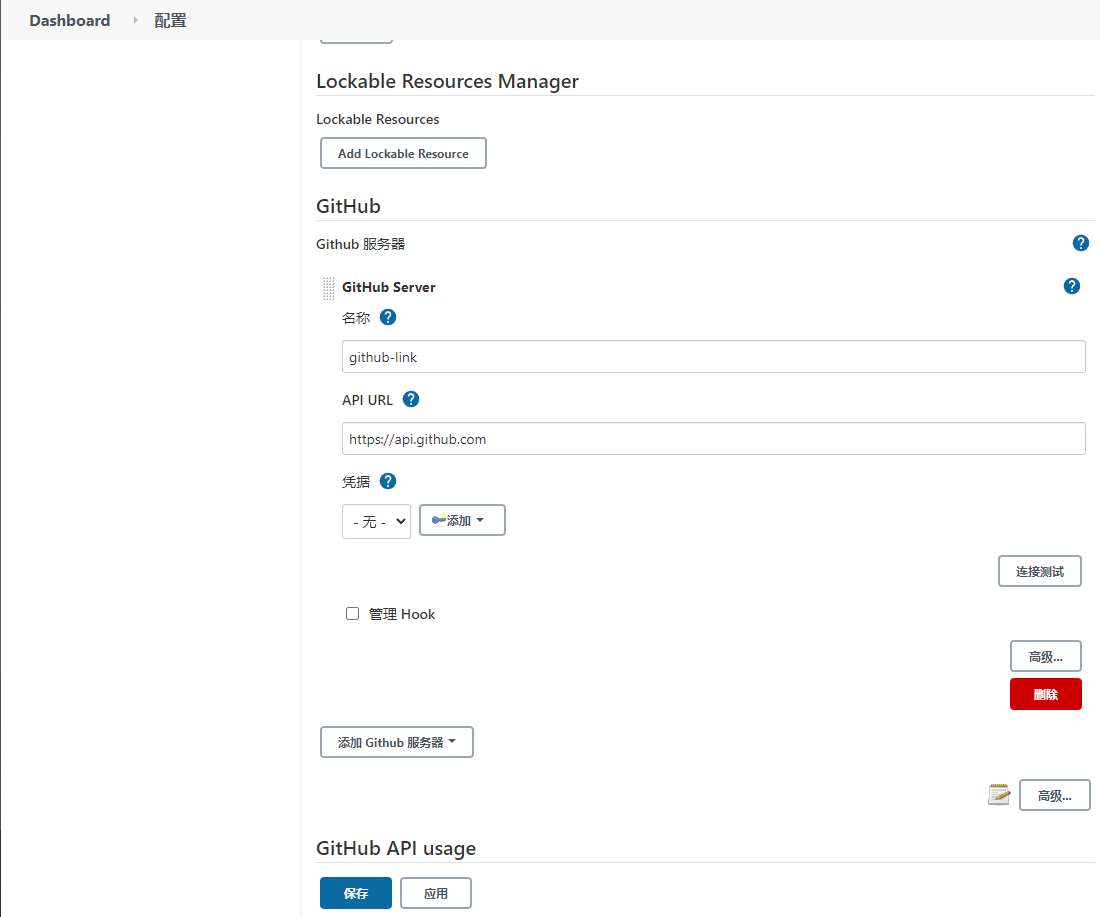 Dashboard 配置
Lockable Resources Manager
Lockable Resources
Add Lockable Resource
GitHub
Github 服务器
GitHub Server
名称
github-link
API URL
https://api.github.com
凭据
- 无 - 添加
连接测试
管理 Hook
高级...
删除
添加 Github 服务器
高级...
GitHub API usage
保存 应用